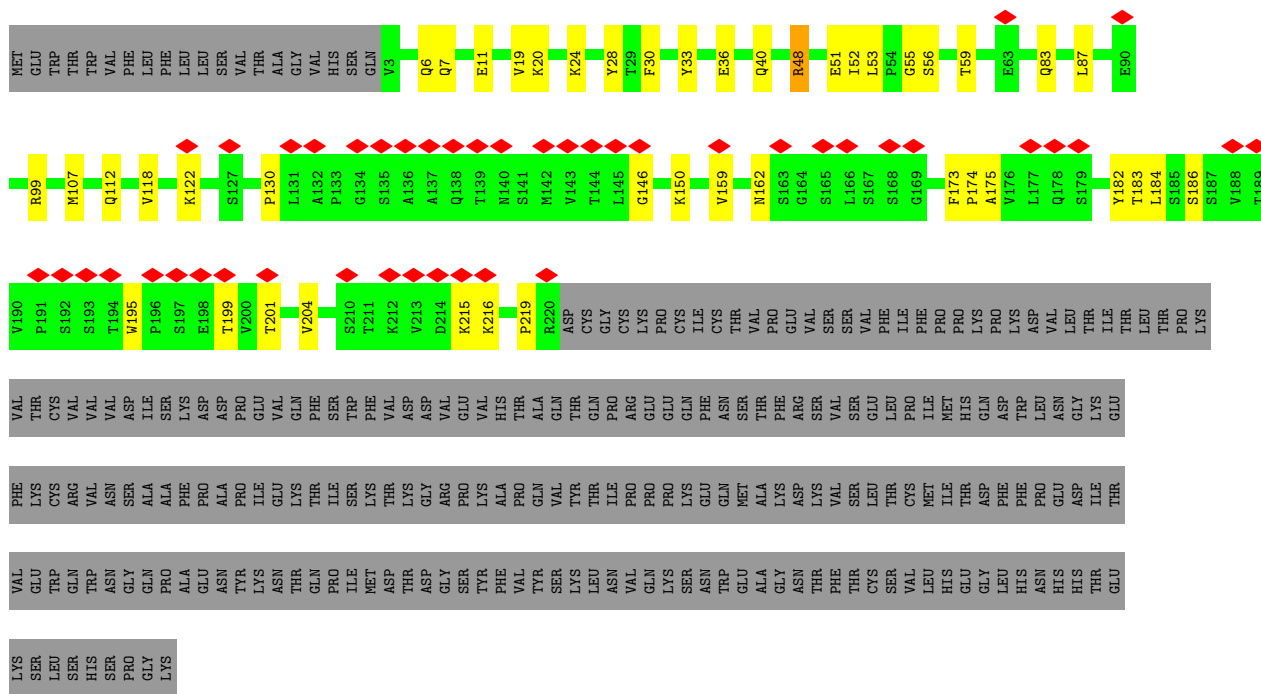 MET GLU TRP THR TRP VAL PHE LEU PHE LEU LEU SER VAL THR ALA GLY VAL HIS SER GLN V3 Q6 Q7 E11 V19 K20 K24 Y28 T29 F30 Y33 E36 Q40 R48 E51 I52 L53 P54 G55 S56 T59 E63 Q83 L87 E90
R99 M107 Q112 V118 K122 S127 P130 L131 A132 P133 G134 S135 A136 A137 Q138 T139 N140 S141 M142 V143 T144 L145 G146 K150 V159 N162 S163 G164 S165 L166 S167 S168 G169 F173 P174 A175 V176 L177 Q178 S179 Y182 T183 L184 S185 S186 S187 V188 T189
V190 P191 S192 S193 T194 W195 P196 S197 E198 T199 V200 T201 V204 S210 T211 K212 V213 D214 K215 K216 P219 R220 ASP CYS GLY CYS LYS PRO CYS ILE CYS THR VAL PRO GLU VAL SER SER VAL PHE ILE PHE PRO PRO LYS PRO LYS ASP VAL LEU THR ILE THR LEU THR PRO LYS
VAL THR CYS VAL VAL VAL ASP ILE SER LYS ASP ASP PRO GLU VAL GLN PHE SER TRP PHE VAL ASP ASP VAL GLU VAL HIS THR ALA GLN THR GLN PRO ARG GLU GLU GLN PHE ASN SER THR PHE ARG SER VAL SER GLU LEU PRO ILE MET HIS GLN ASP TRP LEU ASN GLY LYS GLU
PHE LYS CYS ARG VAL ASN SER ALA ALA PHE PRO ALA PRO ILE GLU LYS THR ILE SER LYS THR LYS GLY ARG PRO LYS ALA PRO GLN VAL TYR THR ILE PRO PRO PRO LYS GLU GLN MET ALA LYS ASP LYS VAL SER LEU THR CYS MET ILE THR ASP PHE PHE PRO GLU ASP ILE THR
VAL GLU TRP GLN TRP ASN GLY GLN PRO ALA GLU ASN TYR LYS ASN THR GLN PRO ILE MET ASP THR ASP GLY SER TYR PHE VAL TYR SER LYS LEU ASN VAL GLN LYS SER ASN TRP GLU ALA GLY ASN THR PHE THR CYS SER VAL LEU HIS GLU GLY LEU HIS ASN HIS HIS THR GLU
LYS SER LEU SER HIS SER PRO GLY LYS